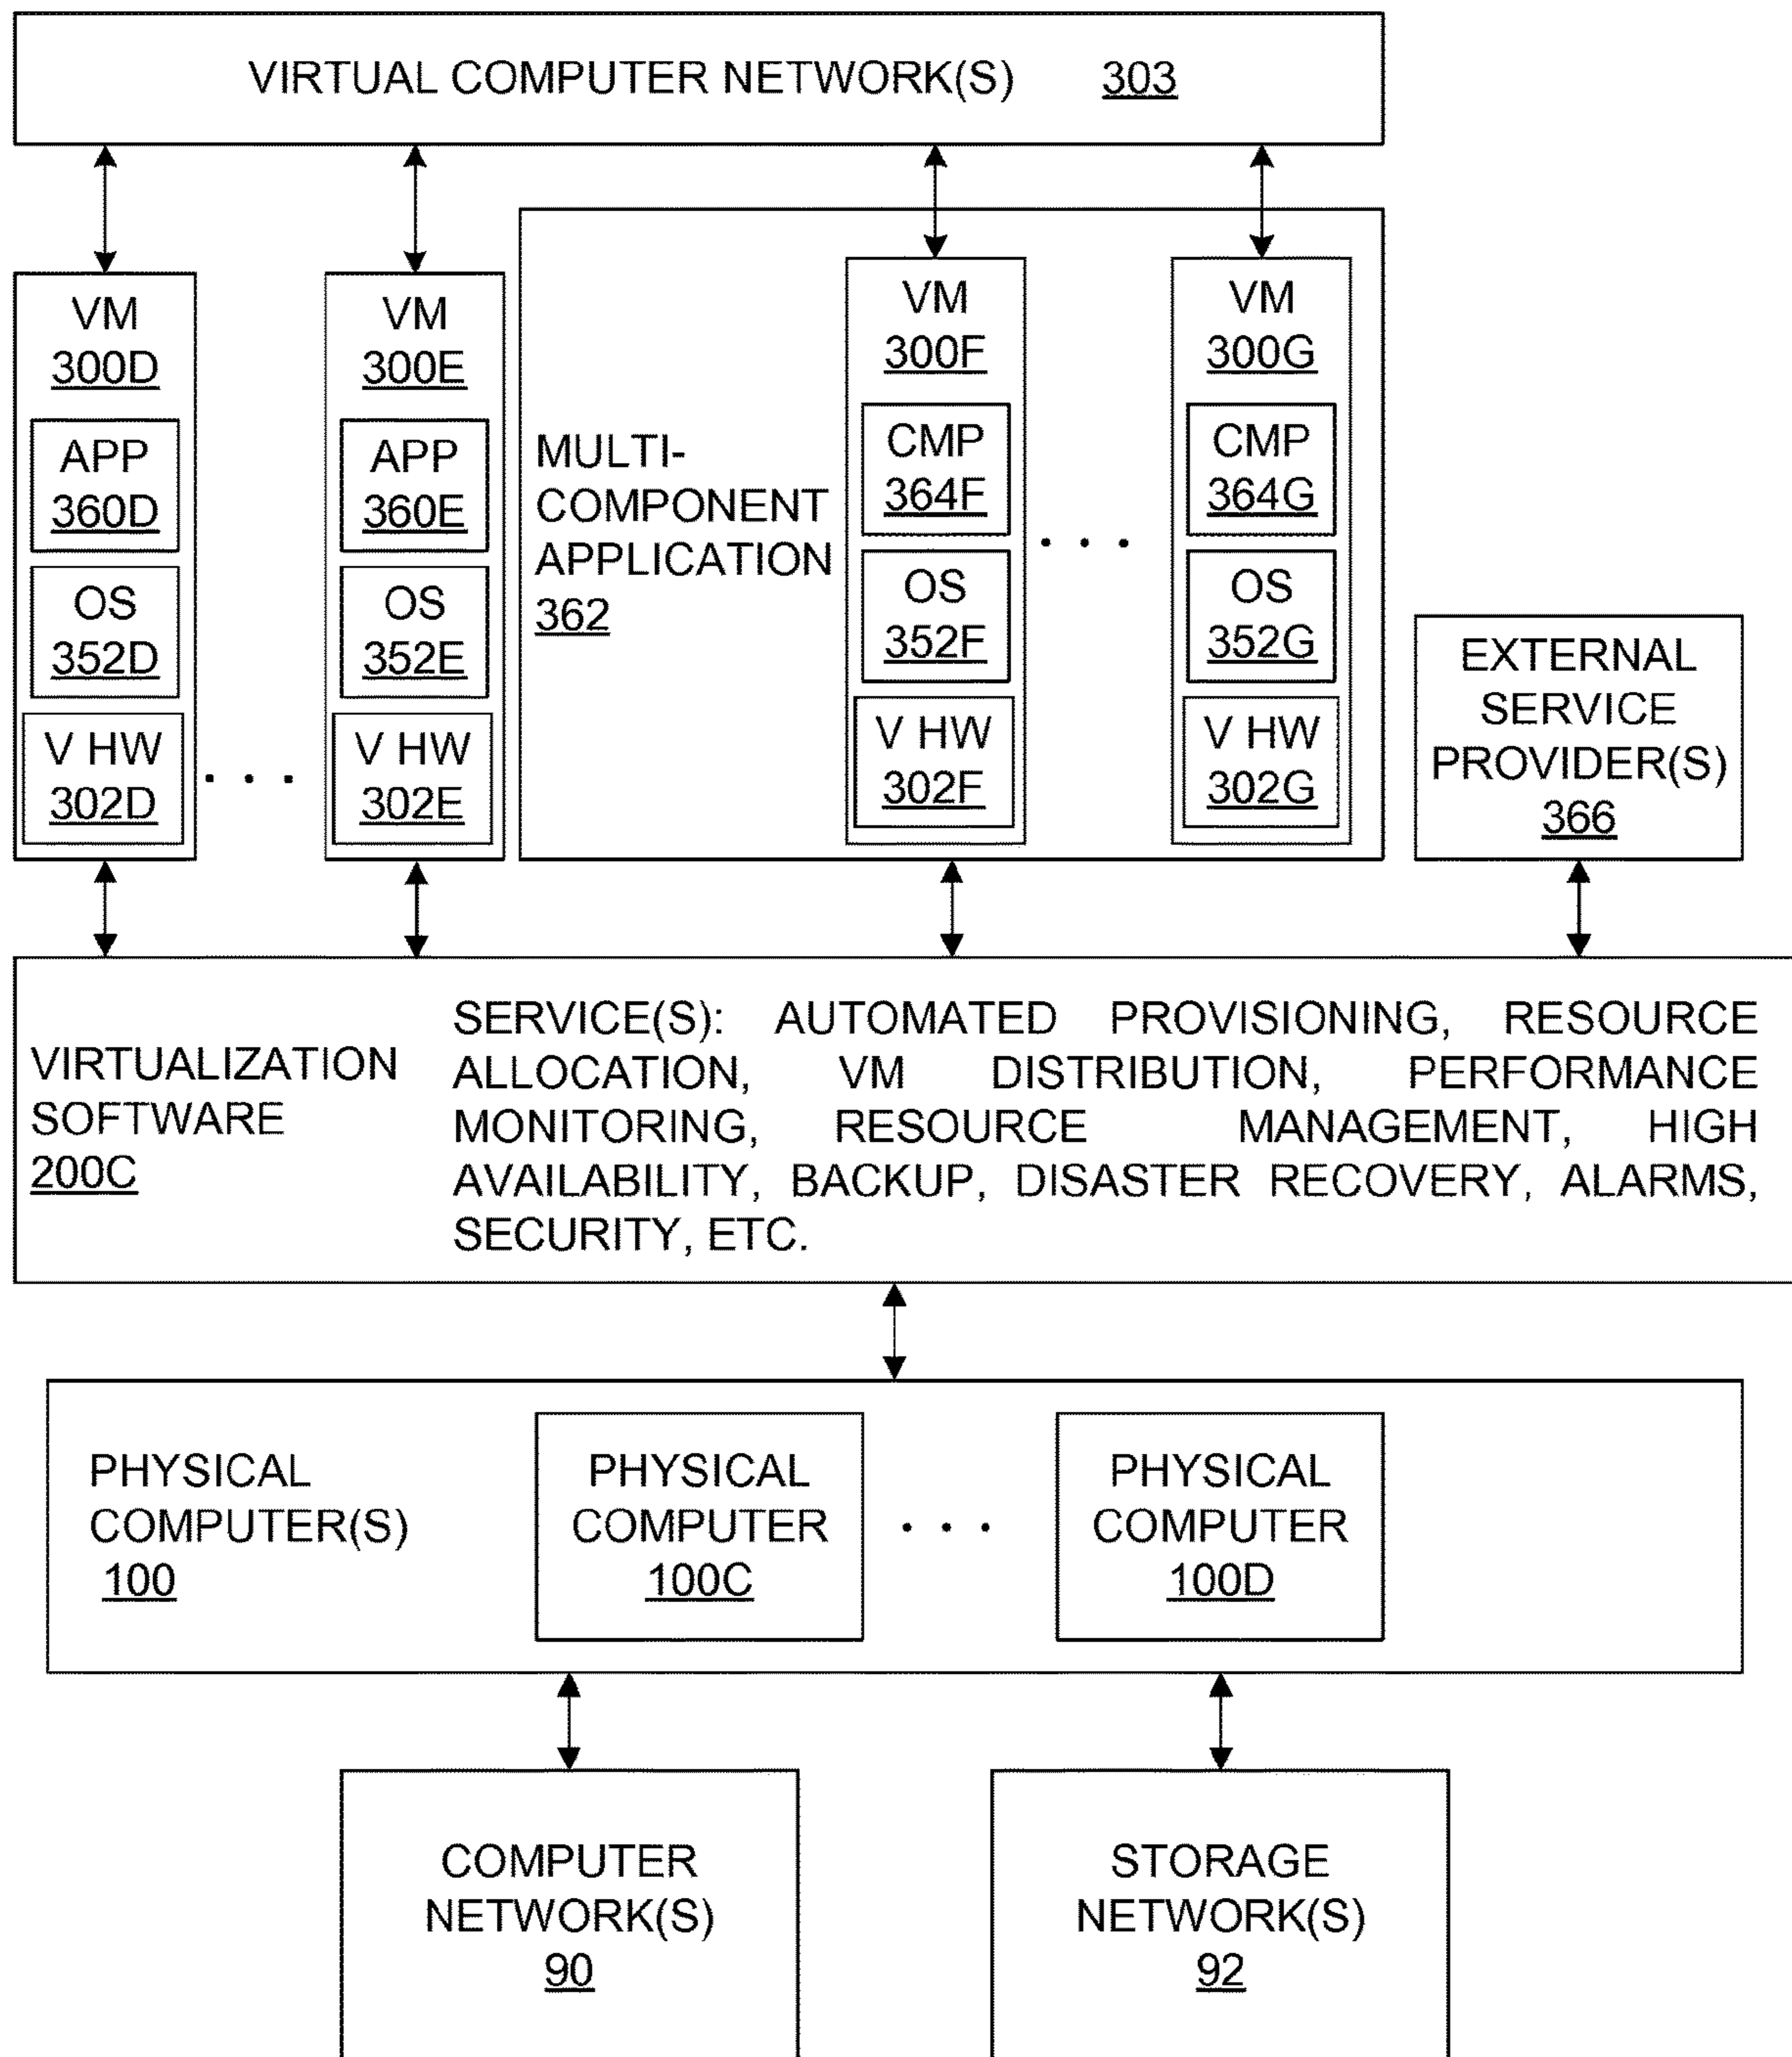 VIRTUAL COMPUTER NETWORK(S) 303
VM
300D
APP
360D
OS
352D
V HW
302D
. . .
VM
300E
APP
360E
OS
352E
V HW
302E
MULTI-
COMPONENT
APPLICATION
362
VM
300F
CMP
364F
OS
352F
V HW
302F
. . .
VM
300G
CMP
364G
OS
352G
V HW
302G
EXTERNAL
SERVICE
PROVIDER(S)
366
VIRTUALIZATION
SOFTWARE
200C
SERVICE(S): AUTOMATED PROVISIONING, RESOURCE
ALLOCATION, VM DISTRIBUTION, PERFORMANCE
MONITORING, RESOURCE MANAGEMENT, HIGH
AVAILABILITY, BACKUP, DISASTER RECOVERY, ALARMS,
SECURITY, ETC.
PHYSICAL
COMPUTER(S)
100
PHYSICAL
COMPUTER
100C
. . .
PHYSICAL
COMPUTER
100D
COMPUTER
NETWORK(S)
90
STORAGE
NETWORK(S)
92